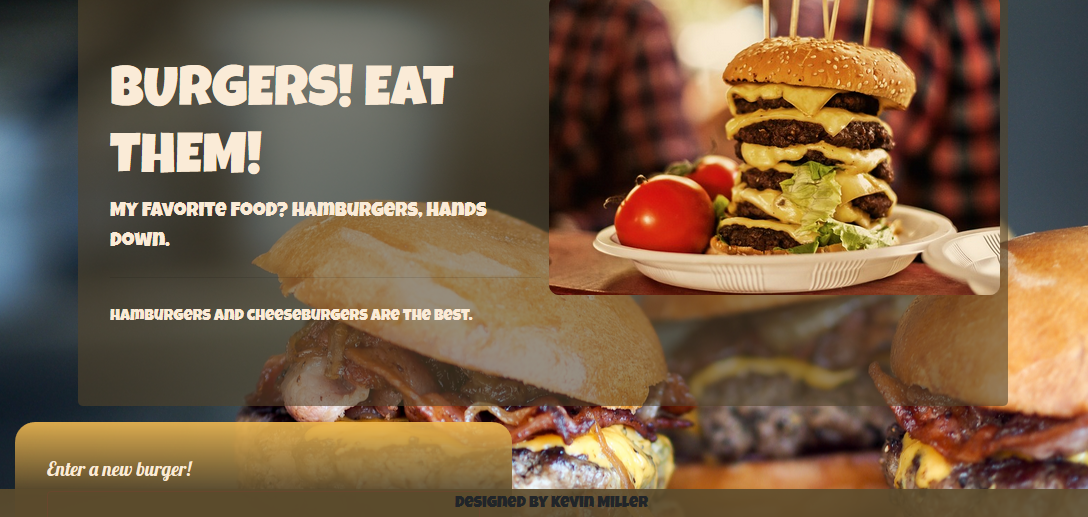 BURGERS! EAT
THEM!
My favorite food? Hamburgers, hands
down.
Hamburgers and cheeseburgers are the best.
Enter a new burger!
Designed by Kevin Miller